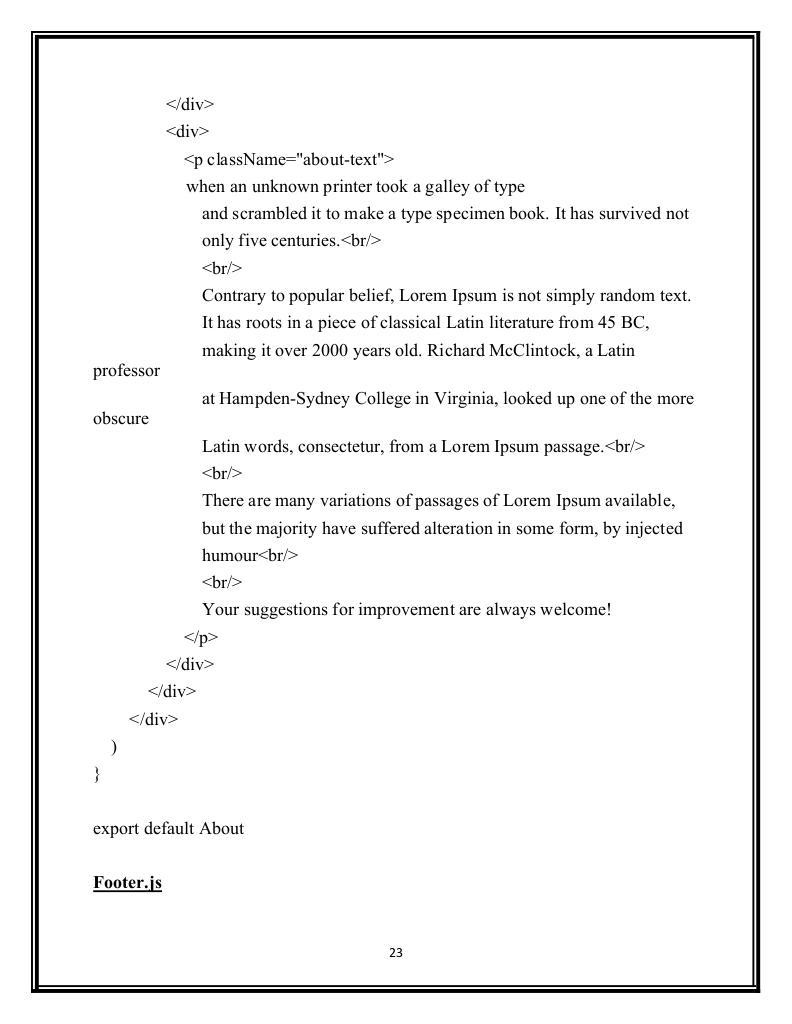 </div>
<div>
<p className="about-text">
when an unknown printer took a galley of type
and scrambled it to make a type specimen book. It has survived not
only five centuries.<br/>
<br/>
Contrary to popular belief, Lorem Ipsum is not simply random text.
It has roots in a piece of classical Latin literature from 45 BC,
making it over 2000 years old. Richard McClintock, a Latin
professor
at Hampden-Sydney College in Virginia, looked up one of the more
obscure
Latin words, consectetur, from a Lorem Ipsum passage.<br/>
<br/>
There are many variations of passages of Lorem Ipsum available,
but the majority have suffered alteration in some form, by injected
humour<br/>
<br/>
Your suggestions for improvement are always welcome!
</p>
</div>
</div>
</div>
)
}
export default About
Footer.js
23